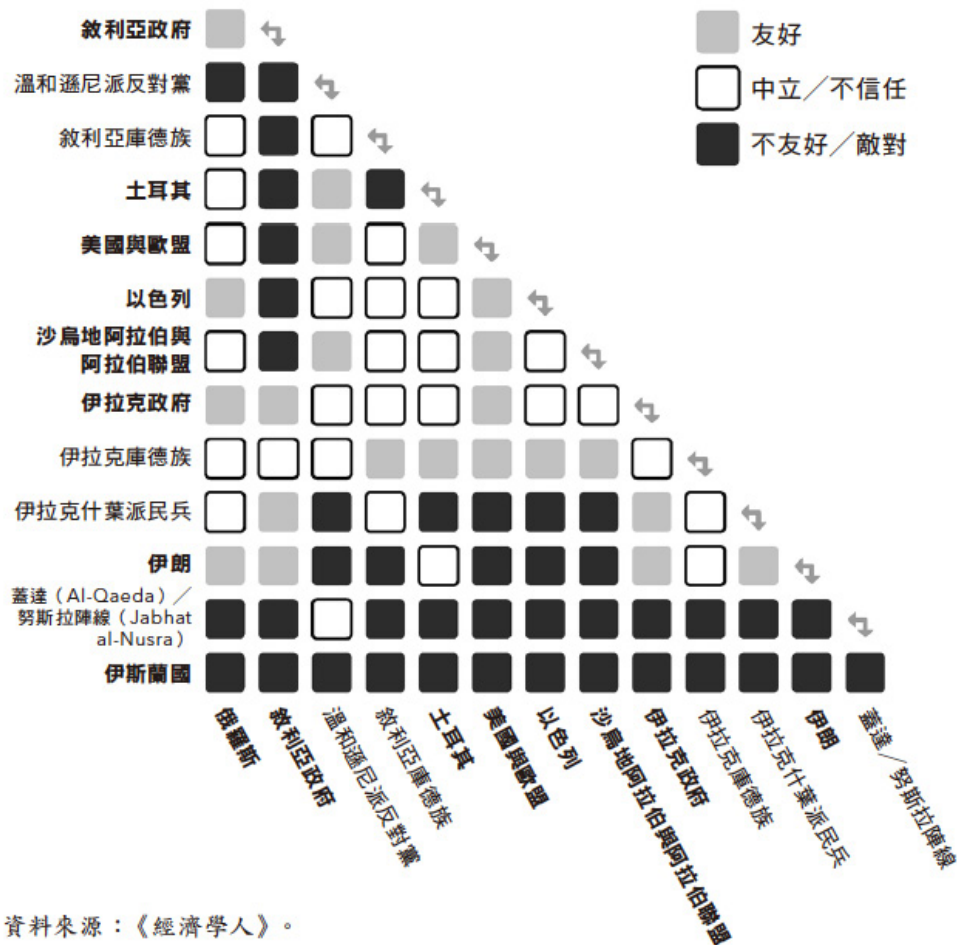 敘利亞政府
溫和遜尼派反對黨
敘利亞庫德族
土耳其
美國與歐盟
以色列
沙烏地阿拉伯與
阿拉伯聯盟
伊拉克政府
伊拉克庫德族
伊拉克什葉派民兵
伊朗
蓋達（Al-Qaeda）／
努斯拉陣線（Jabhat
al-Nusra）
伊斯蘭國
友好
中立／不信任
不友好／敵對
俄羅斯
敘利亞政府
溫和遜尼派反對黨
敘利亞庫德族
土耳其
美國與歐盟
以色列
沙烏地阿拉伯與阿拉伯聯盟
伊拉克政府
伊拉克庫德族
伊拉克什葉派民兵
伊朗
蓋達／努斯拉陣線
資料來源：《經濟學人》。